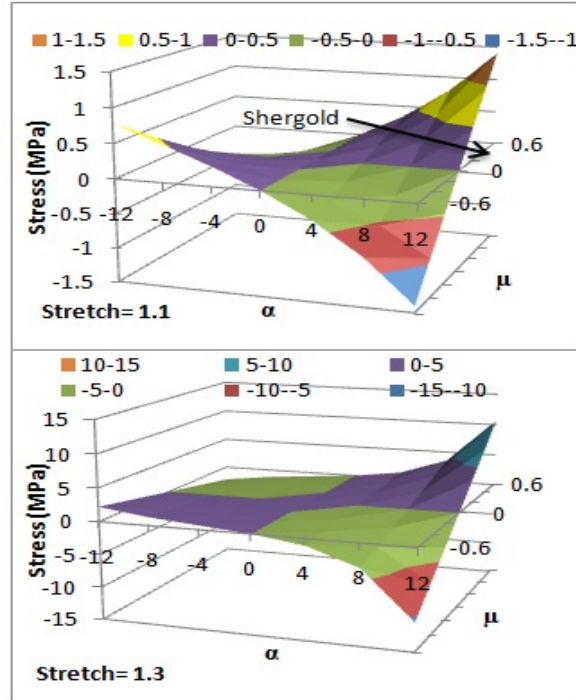 1-1.5 0.5-1 0-0.5 -0.5-0 -1--0.5 -1.5--1
1.5
1
0.5
0
-0.5
-1
-1.5
Stress(MPa)
Shergold
-12 -8 -4 0 4 8 12
α
0.6
0
-0.6
μ
Stretch= 1.1
10-15 5-10 0-5
-5-0 -10--5 -15--10
15
10
5
0
-5
-10
-15
Stress(MPa)
-12 -8 -4 0 4 8 12
α
0.6
0
-0.6
μ
Stretch= 1.3